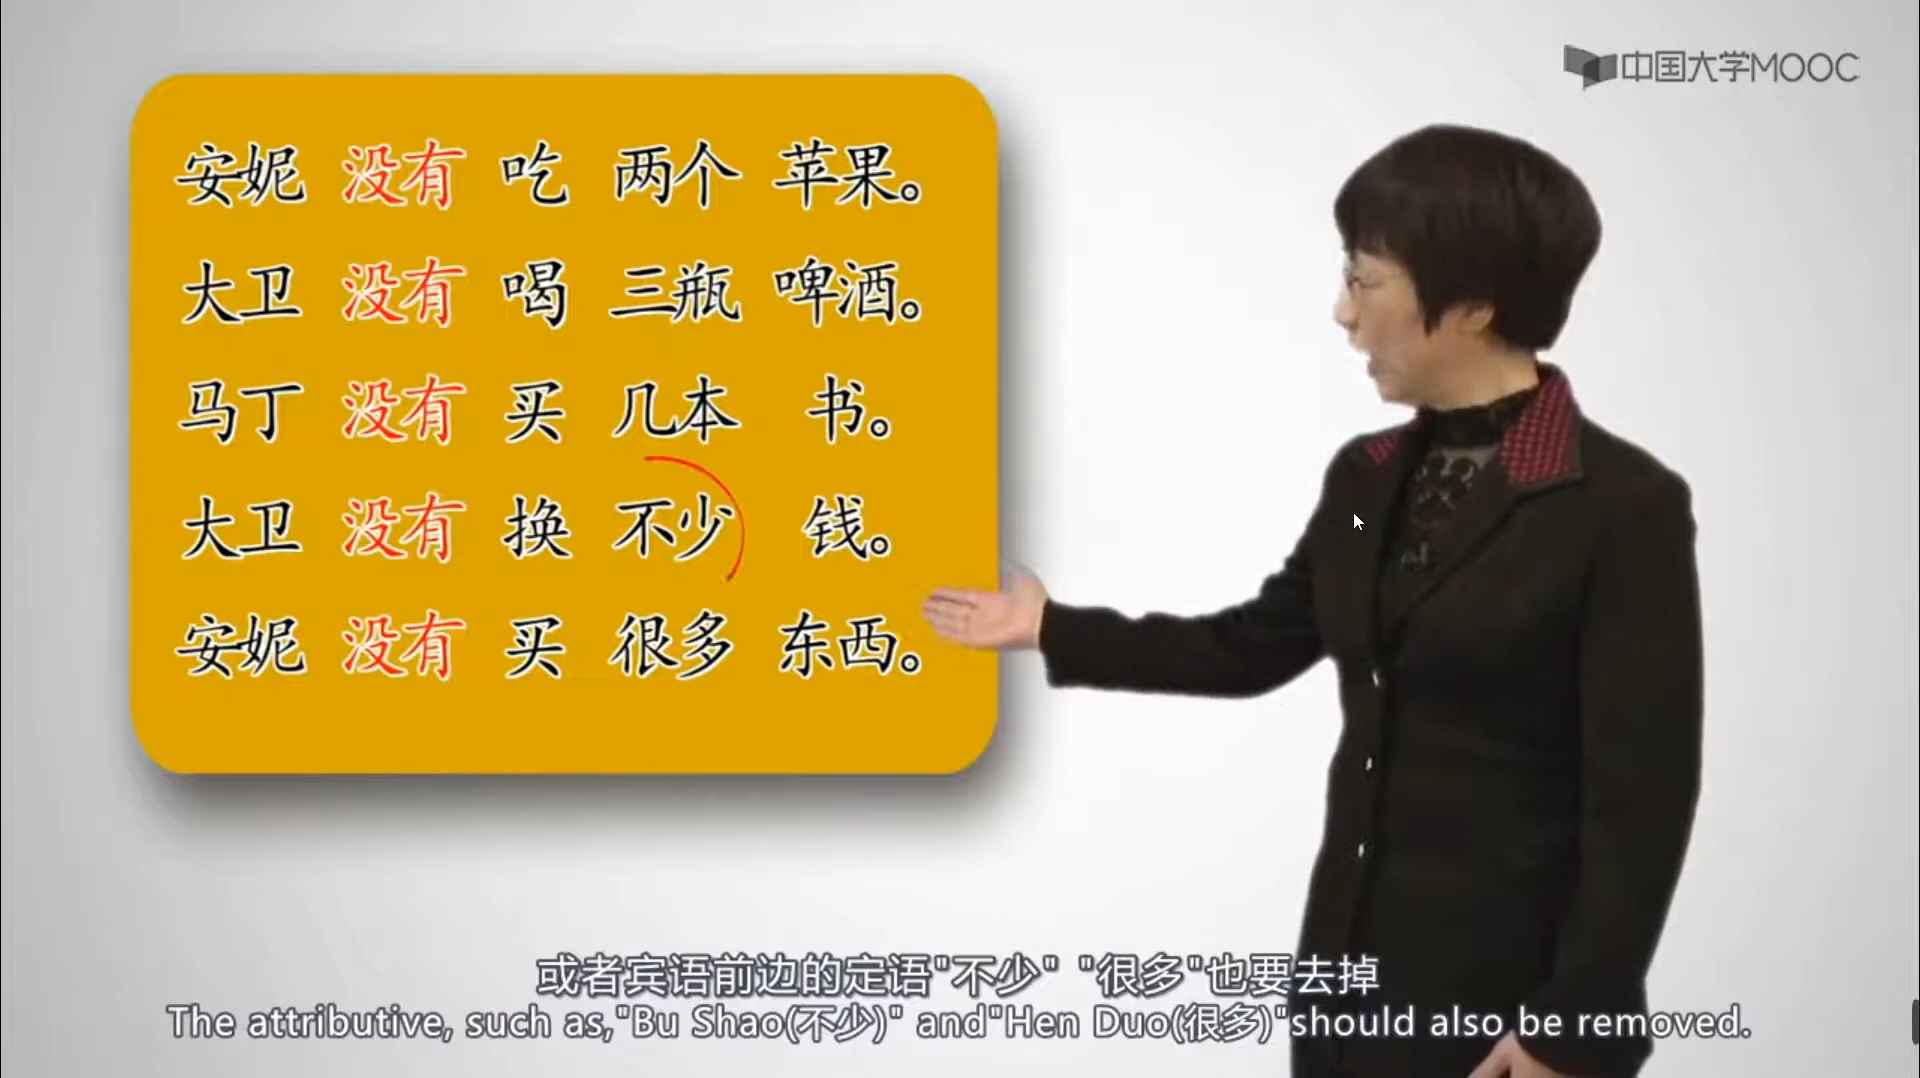 中国大学MOOC
安妮 没有 吃 两个 苹果。
大卫 没有 喝 三瓶 啤酒。
马丁 没有 买 几本 书。
大卫 没有 换 不少 钱。
安妮 没有 买 很多 东西。
或者宾语前边的定语"不少" "很多"也要去掉
The attributive, such as,"Bu Shao(不少)" and"Hen Duo(很多)"should also be removed.